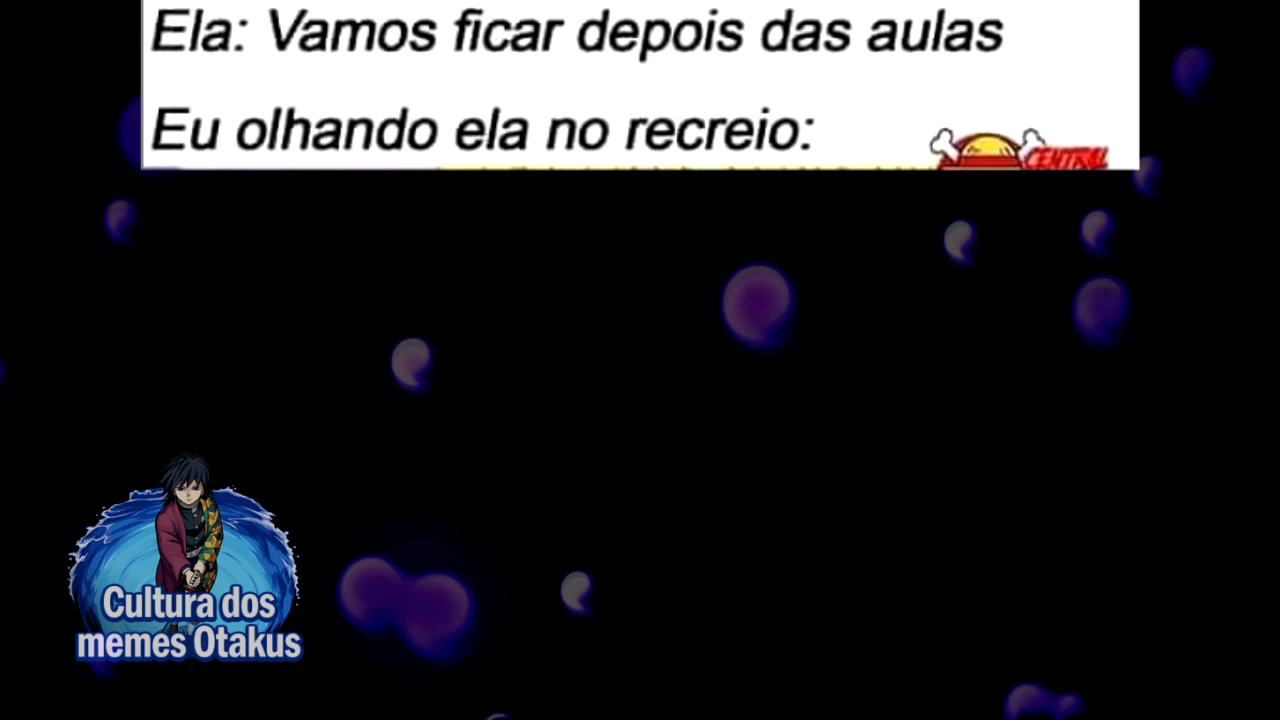 Ela: Vamos ficar depois das aulas
Eu olhando ela no recreio:
CENTRAL
Cultura dos
memes Otakus